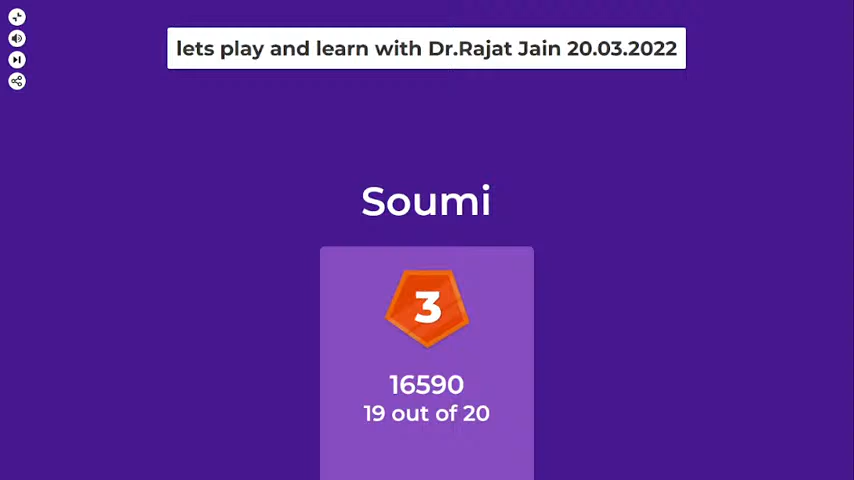 lets play and learn with Dr.Rajat Jain 20.03.2022
Soumi
3
16590
19 out of 20